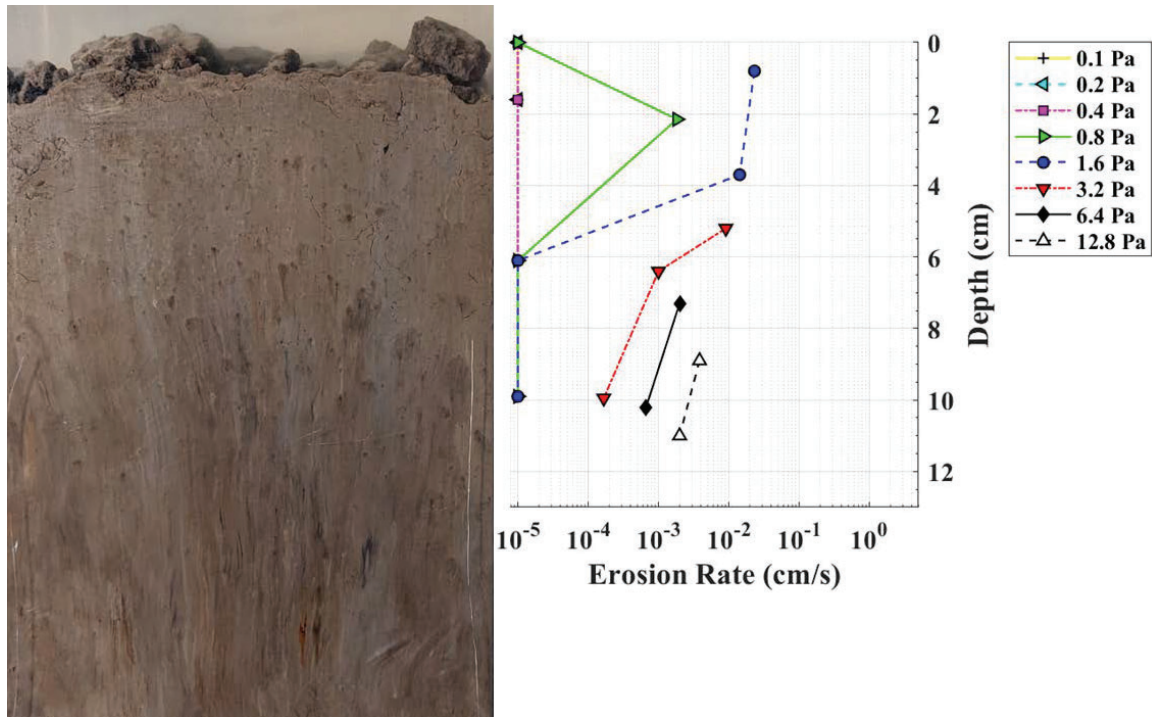 0
2
4
6
8
10
12
Depth (cm)
10⁻⁵ 10⁻⁴ 10⁻³ 10⁻² 10⁻¹ 10⁰
Erosion Rate (cm/s)
0.1 Pa
0.2 Pa
0.4 Pa
0.8 Pa
1.6 Pa
3.2 Pa
6.4 Pa
12.8 Pa